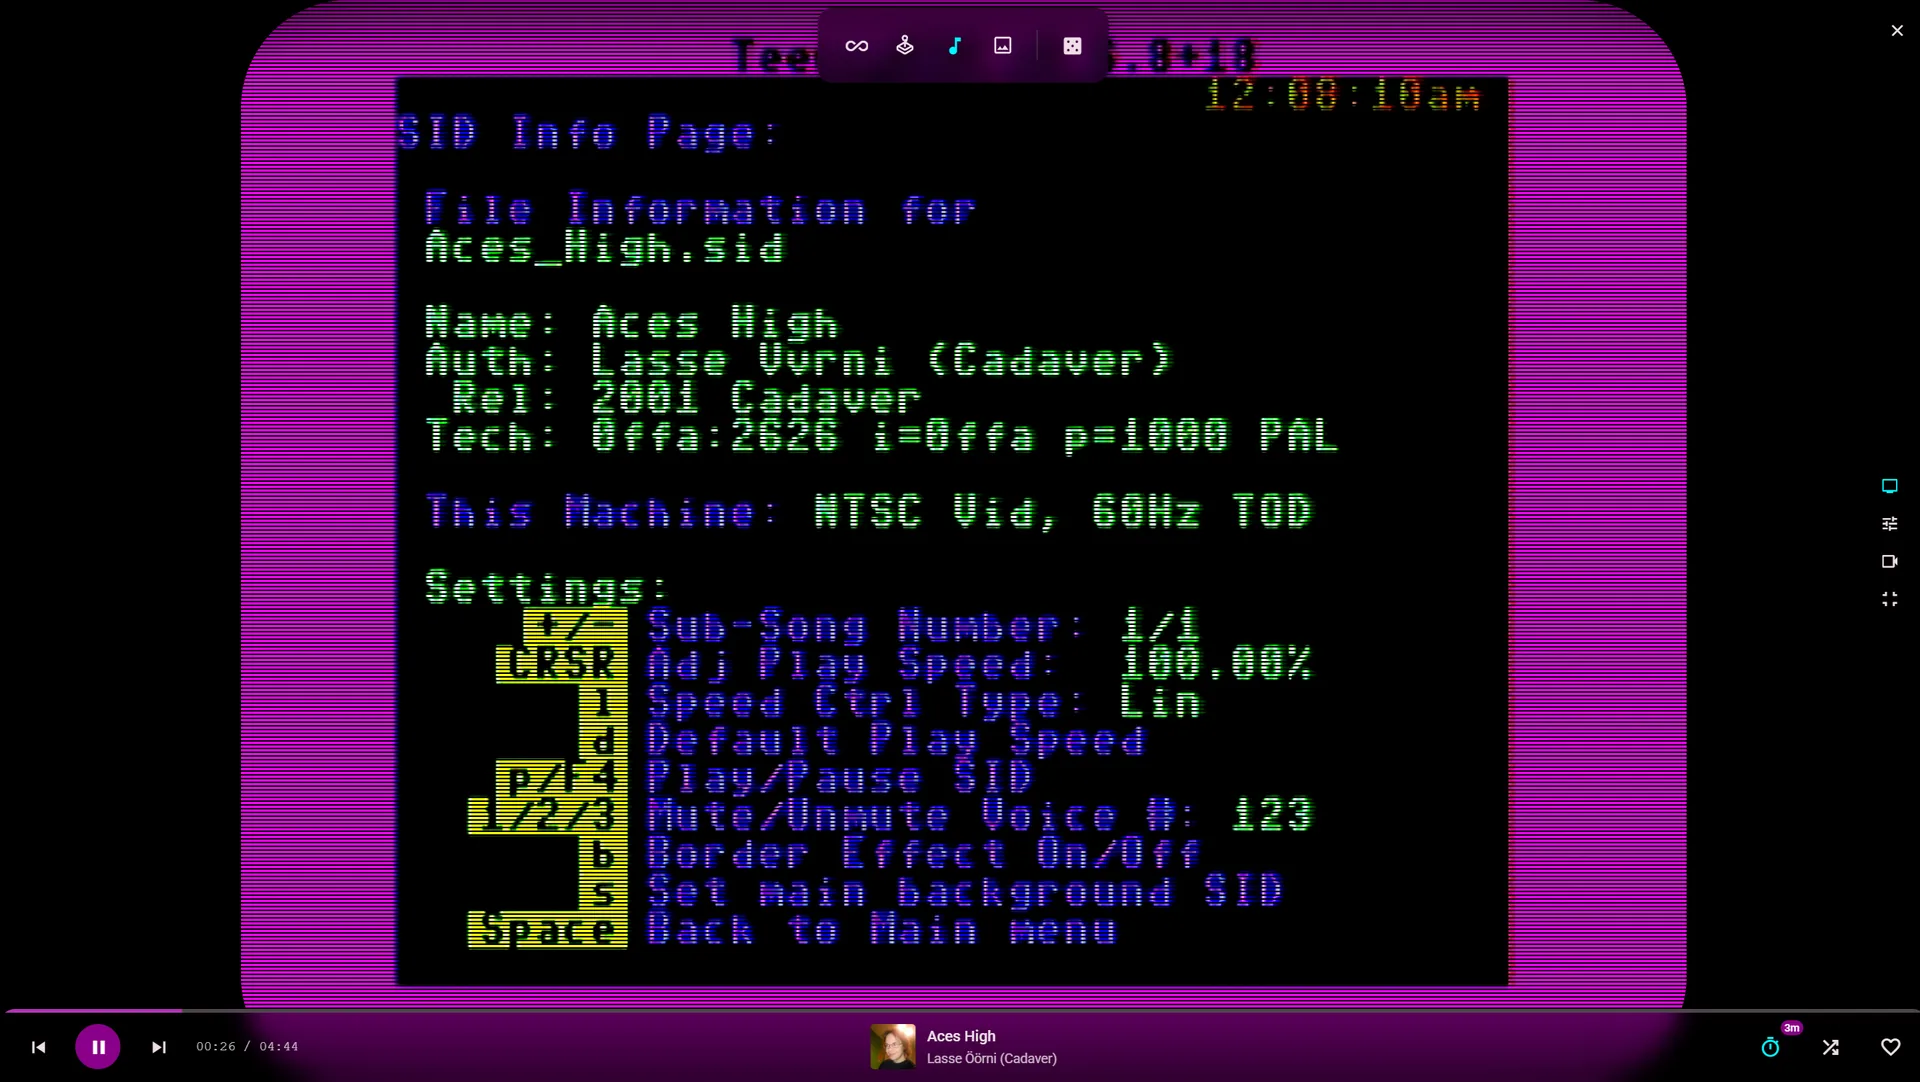 Tee .8+18
12:08:10am
SID Info Page:
File Information for
Aces_High.sid
Name: Aces High
Auth: Lasse Vvrni (Cadaver)
Rel: 2001 Cadaver
Tech: 0ffa:2626 i=0ffa p=1000 PAL
This Machine: NTSC Vid, 60Hz TOD
Settings:
+/- Sub-Song Number: 1/1
CRSR Adj Play Speed: 100.00%
l Speed Ctrl Type: Lin
d Default Play Speed
p/F4 Play/Pause SID
1/2/3 Mute/Unmute Voice #: 123
b Border Effect On/Off
s Set main background SID
Space Back to Main menu
00:26 / 04:44
Aces High
Lasse Öörni (Cadaver)
3m